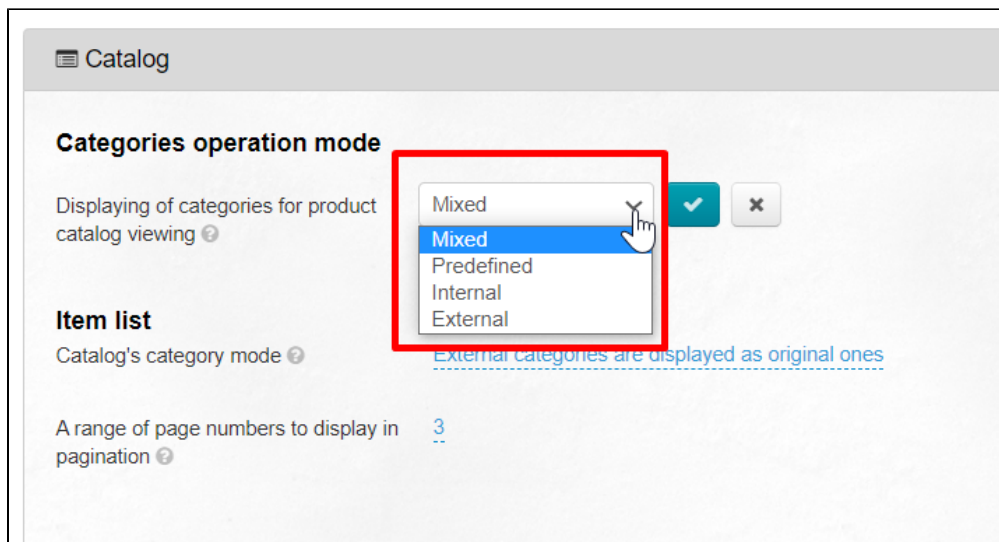 Catalog
Categories operation mode
Displaying of categories for product
catalog viewing
Mixed
Mixed
Predefined
Internal
External
Item list
Catalog's category mode
External categories are displayed as original ones
A range of page numbers to display in
pagination
3